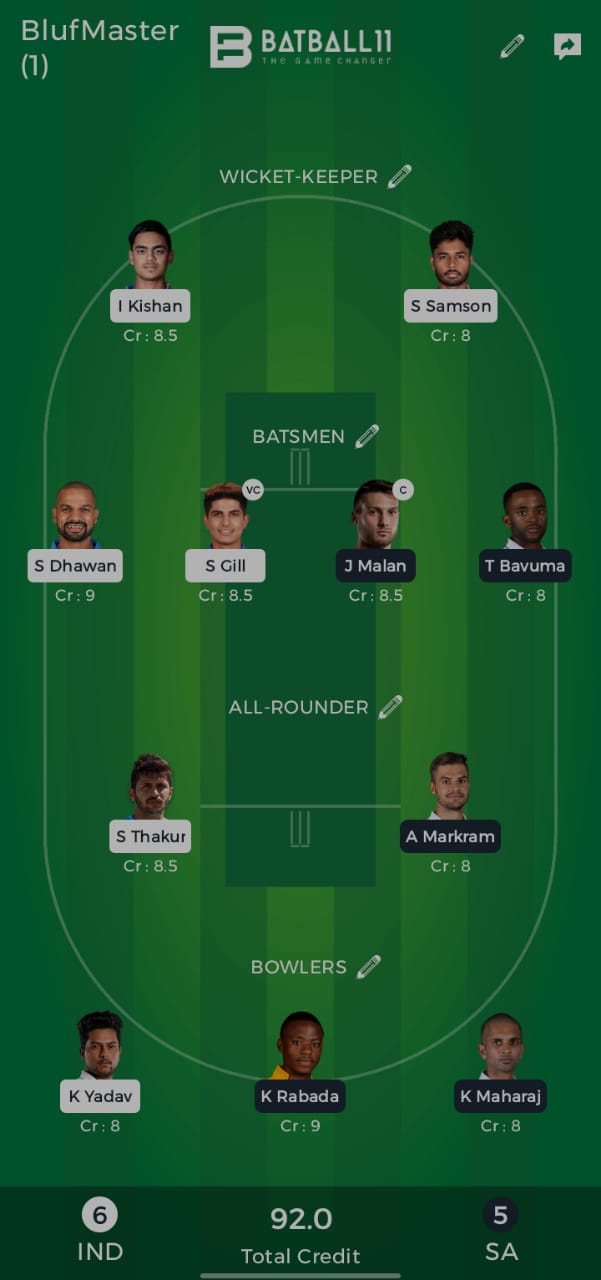 BlufMaster
(1)
BATBALL11
THE GAME CHANGER
WICKET-KEEPER
I Kishan
S Samson
Cr : 8.5
Cr : 8
BATSMEN
VC
C
S Dhawan
S Gill
J Malan
T Bavuma
Cr : 9
Cr : 8.5
Cr : 8.5
Cr : 8
ALL-ROUNDER
S Thakur
A Markram
Cr : 8.5
Cr : 8
BOWLERS
K Yadav
K Rabada
K Maharaj
Cr : 8
Cr : 9
Cr : 8
6
92.0
5
IND
Total Credit
SA